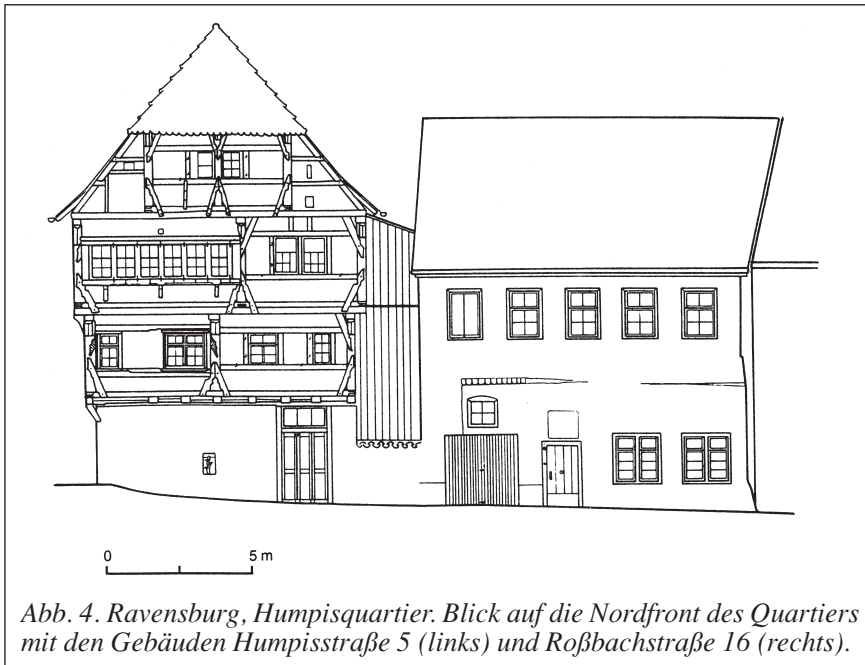 0 5 m
Abb. 4. Ravensburg, Humpisquartier. Blick auf die Nordfront des Quartiers
mit den Gebäuden Humpisstraße 5 (links) und Roßbachstraße 16 (rechts).